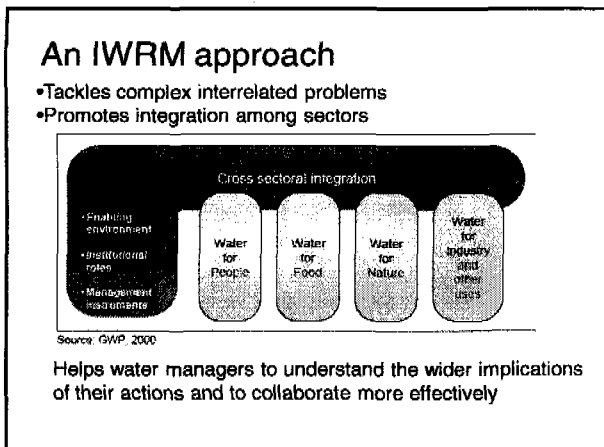 An IWRM approach
•Tackles complex interrelated problems
•Promotes integration among sectors
Cross sectoral integration
•Enabling
environment
•Institutional
roles
•Management
instruments
Water
for
People
Water
for
Food
Water
for
Nature
Water
for
Industry
and
other
uses
Source: GWP, 2000
Helps water managers to understand the wider implications
of their actions and to collaborate more effectively